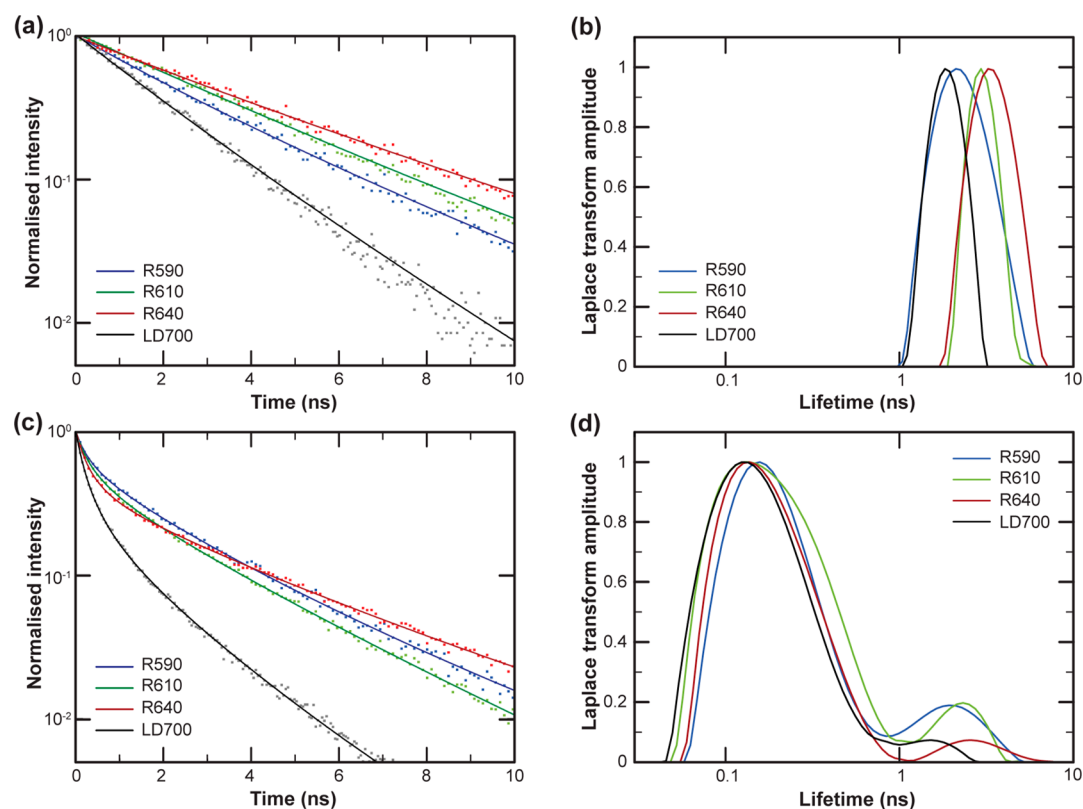 (a)
Normalised intensity
10⁰
10⁻¹
10⁻²
R590
R610
R640
LD700
0 2 4 6 8 10
Time (ns)
(b)
Laplace transform amplitude
1
0.8
0.6
0.4
0.2
0
R590
R610
R640
LD700
0.1 1 10
Lifetime (ns)
(c)
Normalised intensity
10⁰
10⁻¹
10⁻²
R590
R610
R640
LD700
0 2 4 6 8 10
Time (ns)
(d)
Laplace transform amplitude
1
0.8
0.6
0.4
0.2
0
R590
R610
R640
LD700
0.1 1 10
Lifetime (ns)